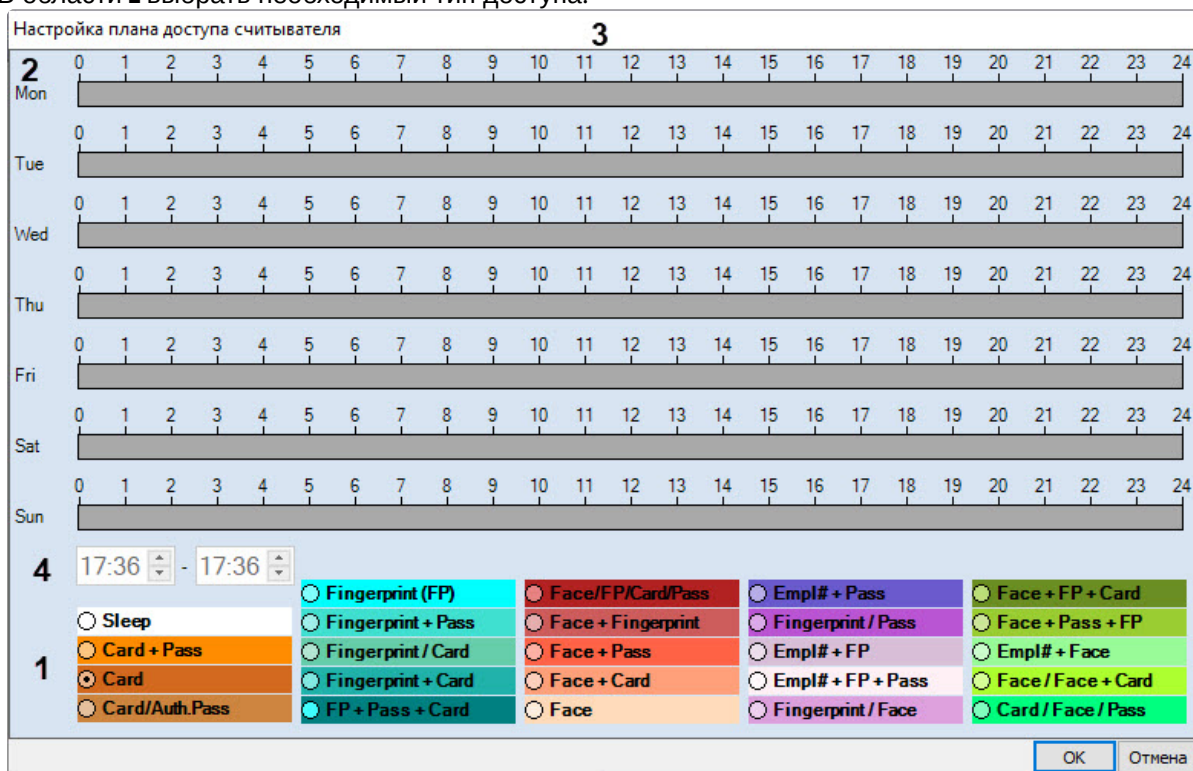 В области 1 выбрать необходимый тип доступа.
Настройка плана доступа считывателя
3
2
0 1 2 3 4 5 6 7 8 9 10 11 12 13 14 15 16 17 18 19 20 21 22 23 24
Mon
0 1 2 3 4 5 6 7 8 9 10 11 12 13 14 15 16 17 18 19 20 21 22 23 24
Tue
0 1 2 3 4 5 6 7 8 9 10 11 12 13 14 15 16 17 18 19 20 21 22 23 24
Wed
0 1 2 3 4 5 6 7 8 9 10 11 12 13 14 15 16 17 18 19 20 21 22 23 24
Thu
0 1 2 3 4 5 6 7 8 9 10 11 12 13 14 15 16 17 18 19 20 21 22 23 24
Fri
0 1 2 3 4 5 6 7 8 9 10 11 12 13 14 15 16 17 18 19 20 21 22 23 24
Sat
0 1 2 3 4 5 6 7 8 9 10 11 12 13 14 15 16 17 18 19 20 21 22 23 24
Sun
4
17:36 - 17:36
1
Sleep
Card + Pass
Card
Card/Auth.Pass
Fingerprint (FP)
Fingerprint + Pass
Fingerprint / Card
Fingerprint + Card
FP + Pass + Card
Face/FP/Card/Pass
Face + Fingerprint
Face + Pass
Face + Card
Face
Empl# + Pass
Fingerprint / Pass
Empl# + FP
Empl# + FP + Pass
Fingerprint / Face
Face + FP + Card
Face + Pass + FP
Empl# + Face
Face / Face + Card
Card / Face / Pass
OK
Отмена